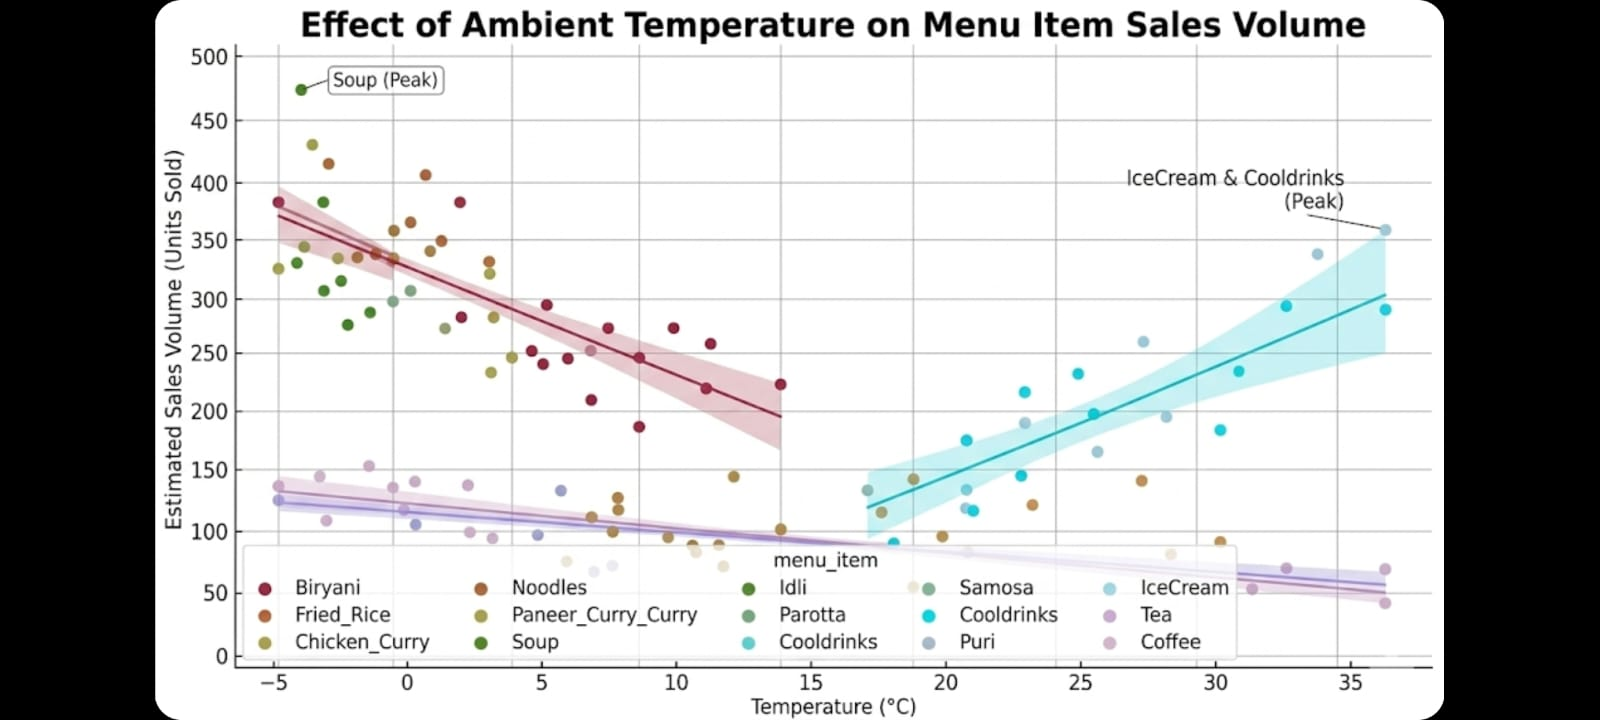 Effect of Ambient Temperature on Menu Item Sales Volume
500
Soup (Peak)
450
400
IceCream & Cooldrinks
(Peak)
350
300
250
200
150
100
50
0
Estimated Sales Volume (Units Sold)
menu_item
Biryani Noodles Idli Samosa IceCream
Fried_Rice Paneer_Curry_Curry Parotta Cooldrinks Tea
Chicken_Curry Soup Cooldrinks Puri Coffee
−5 0 5 10 15 20 25 30 35
Temperature (°C)